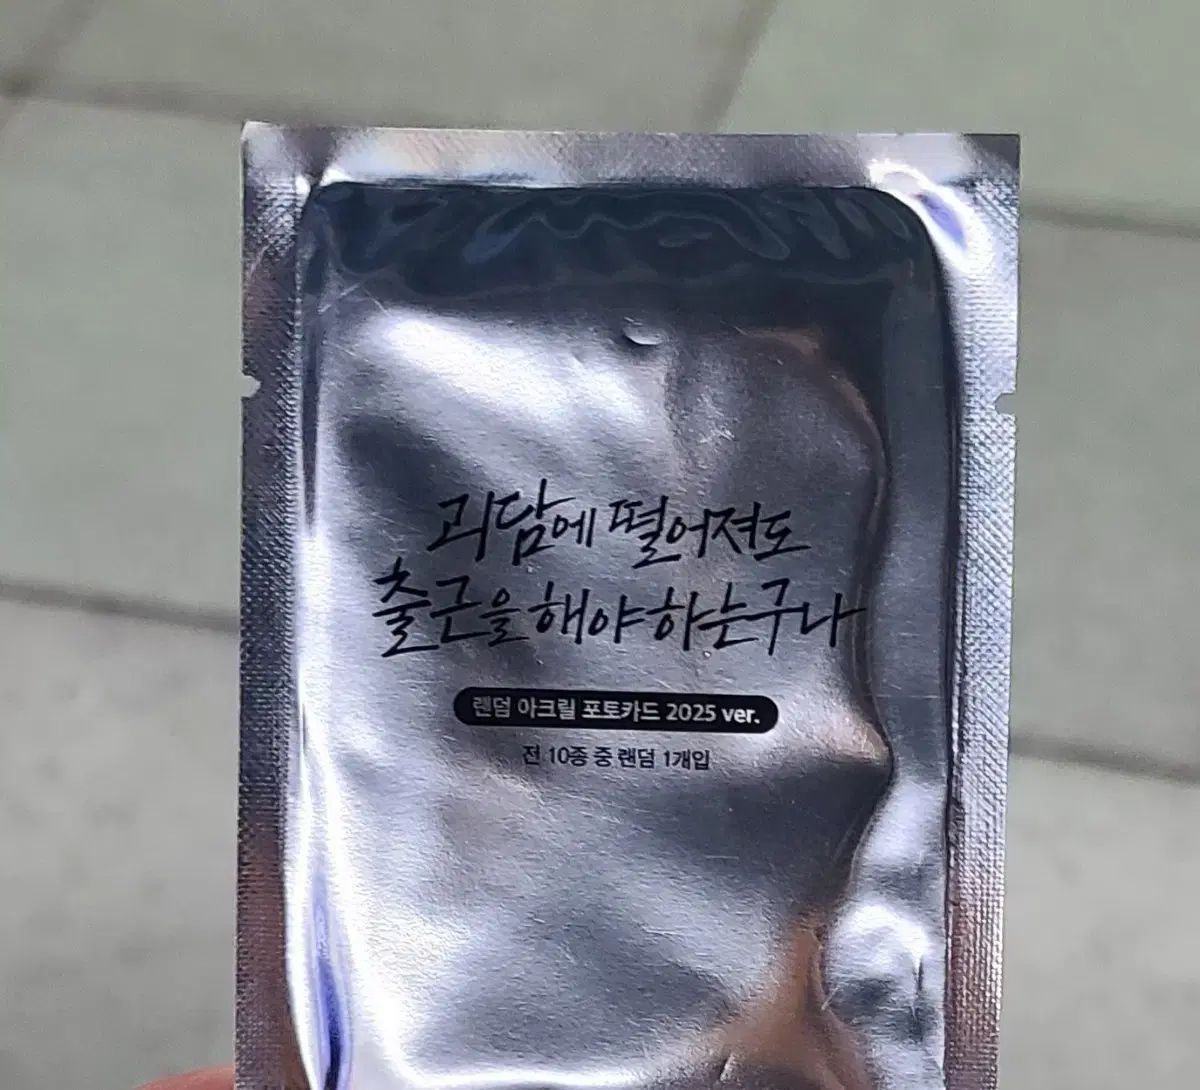 괴담에 떨어져도
출근을 해야 하는구나
랜덤 아크릴 포토카드 2025 ver.
전 10종 중 랜덤 1개입